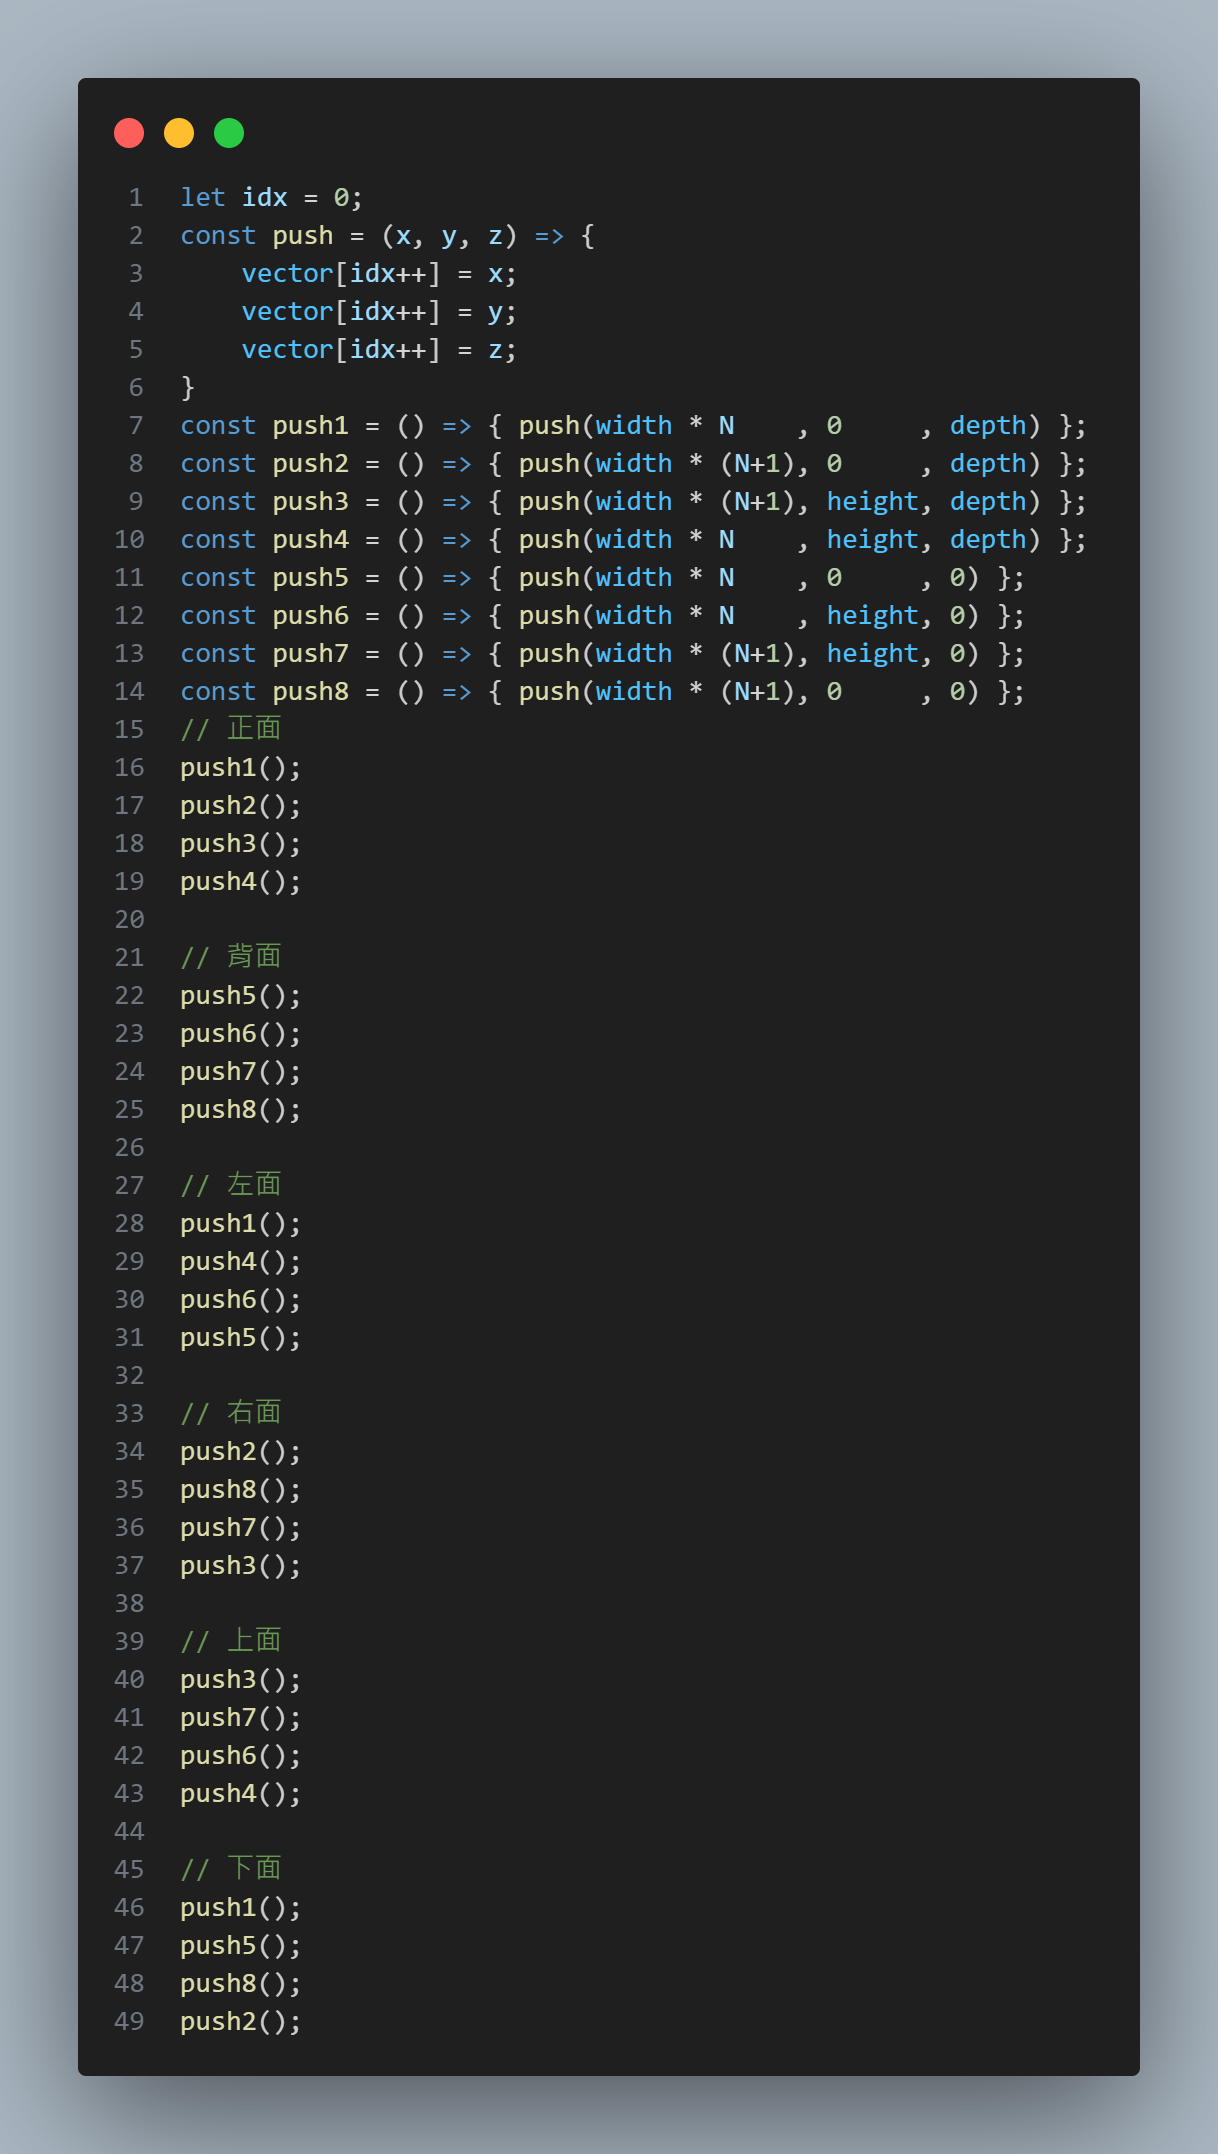 1 let idx = 0;
2 const push = (x, y, z) => {
3     vector[idx++] = x;
4     vector[idx++] = y;
5     vector[idx++] = z;
6 }
7 const push1 = () => { push(width * N    , 0     , depth) };
8 const push2 = () => { push(width * (N+1), 0     , depth) };
9 const push3 = () => { push(width * (N+1), height, depth) };
10 const push4 = () => { push(width * N    , height, depth) };
11 const push5 = () => { push(width * N    , 0     , 0) };
12 const push6 = () => { push(width * N    , height, 0) };
13 const push7 = () => { push(width * (N+1), height, 0) };
14 const push8 = () => { push(width * (N+1), 0     , 0) };
15 // 正面
16 push1();
17 push2();
18 push3();
19 push4();
20
21 // 背面
22 push5();
23 push6();
24 push7();
25 push8();
26
27 // 左面
28 push1();
29 push4();
30 push6();
31 push5();
32
33 // 右面
34 push2();
35 push8();
36 push7();
37 push3();
38
39 // 上面
40 push3();
41 push7();
42 push6();
43 push4();
44
45 // 下面
46 push1();
47 push5();
48 push8();
49 push2();